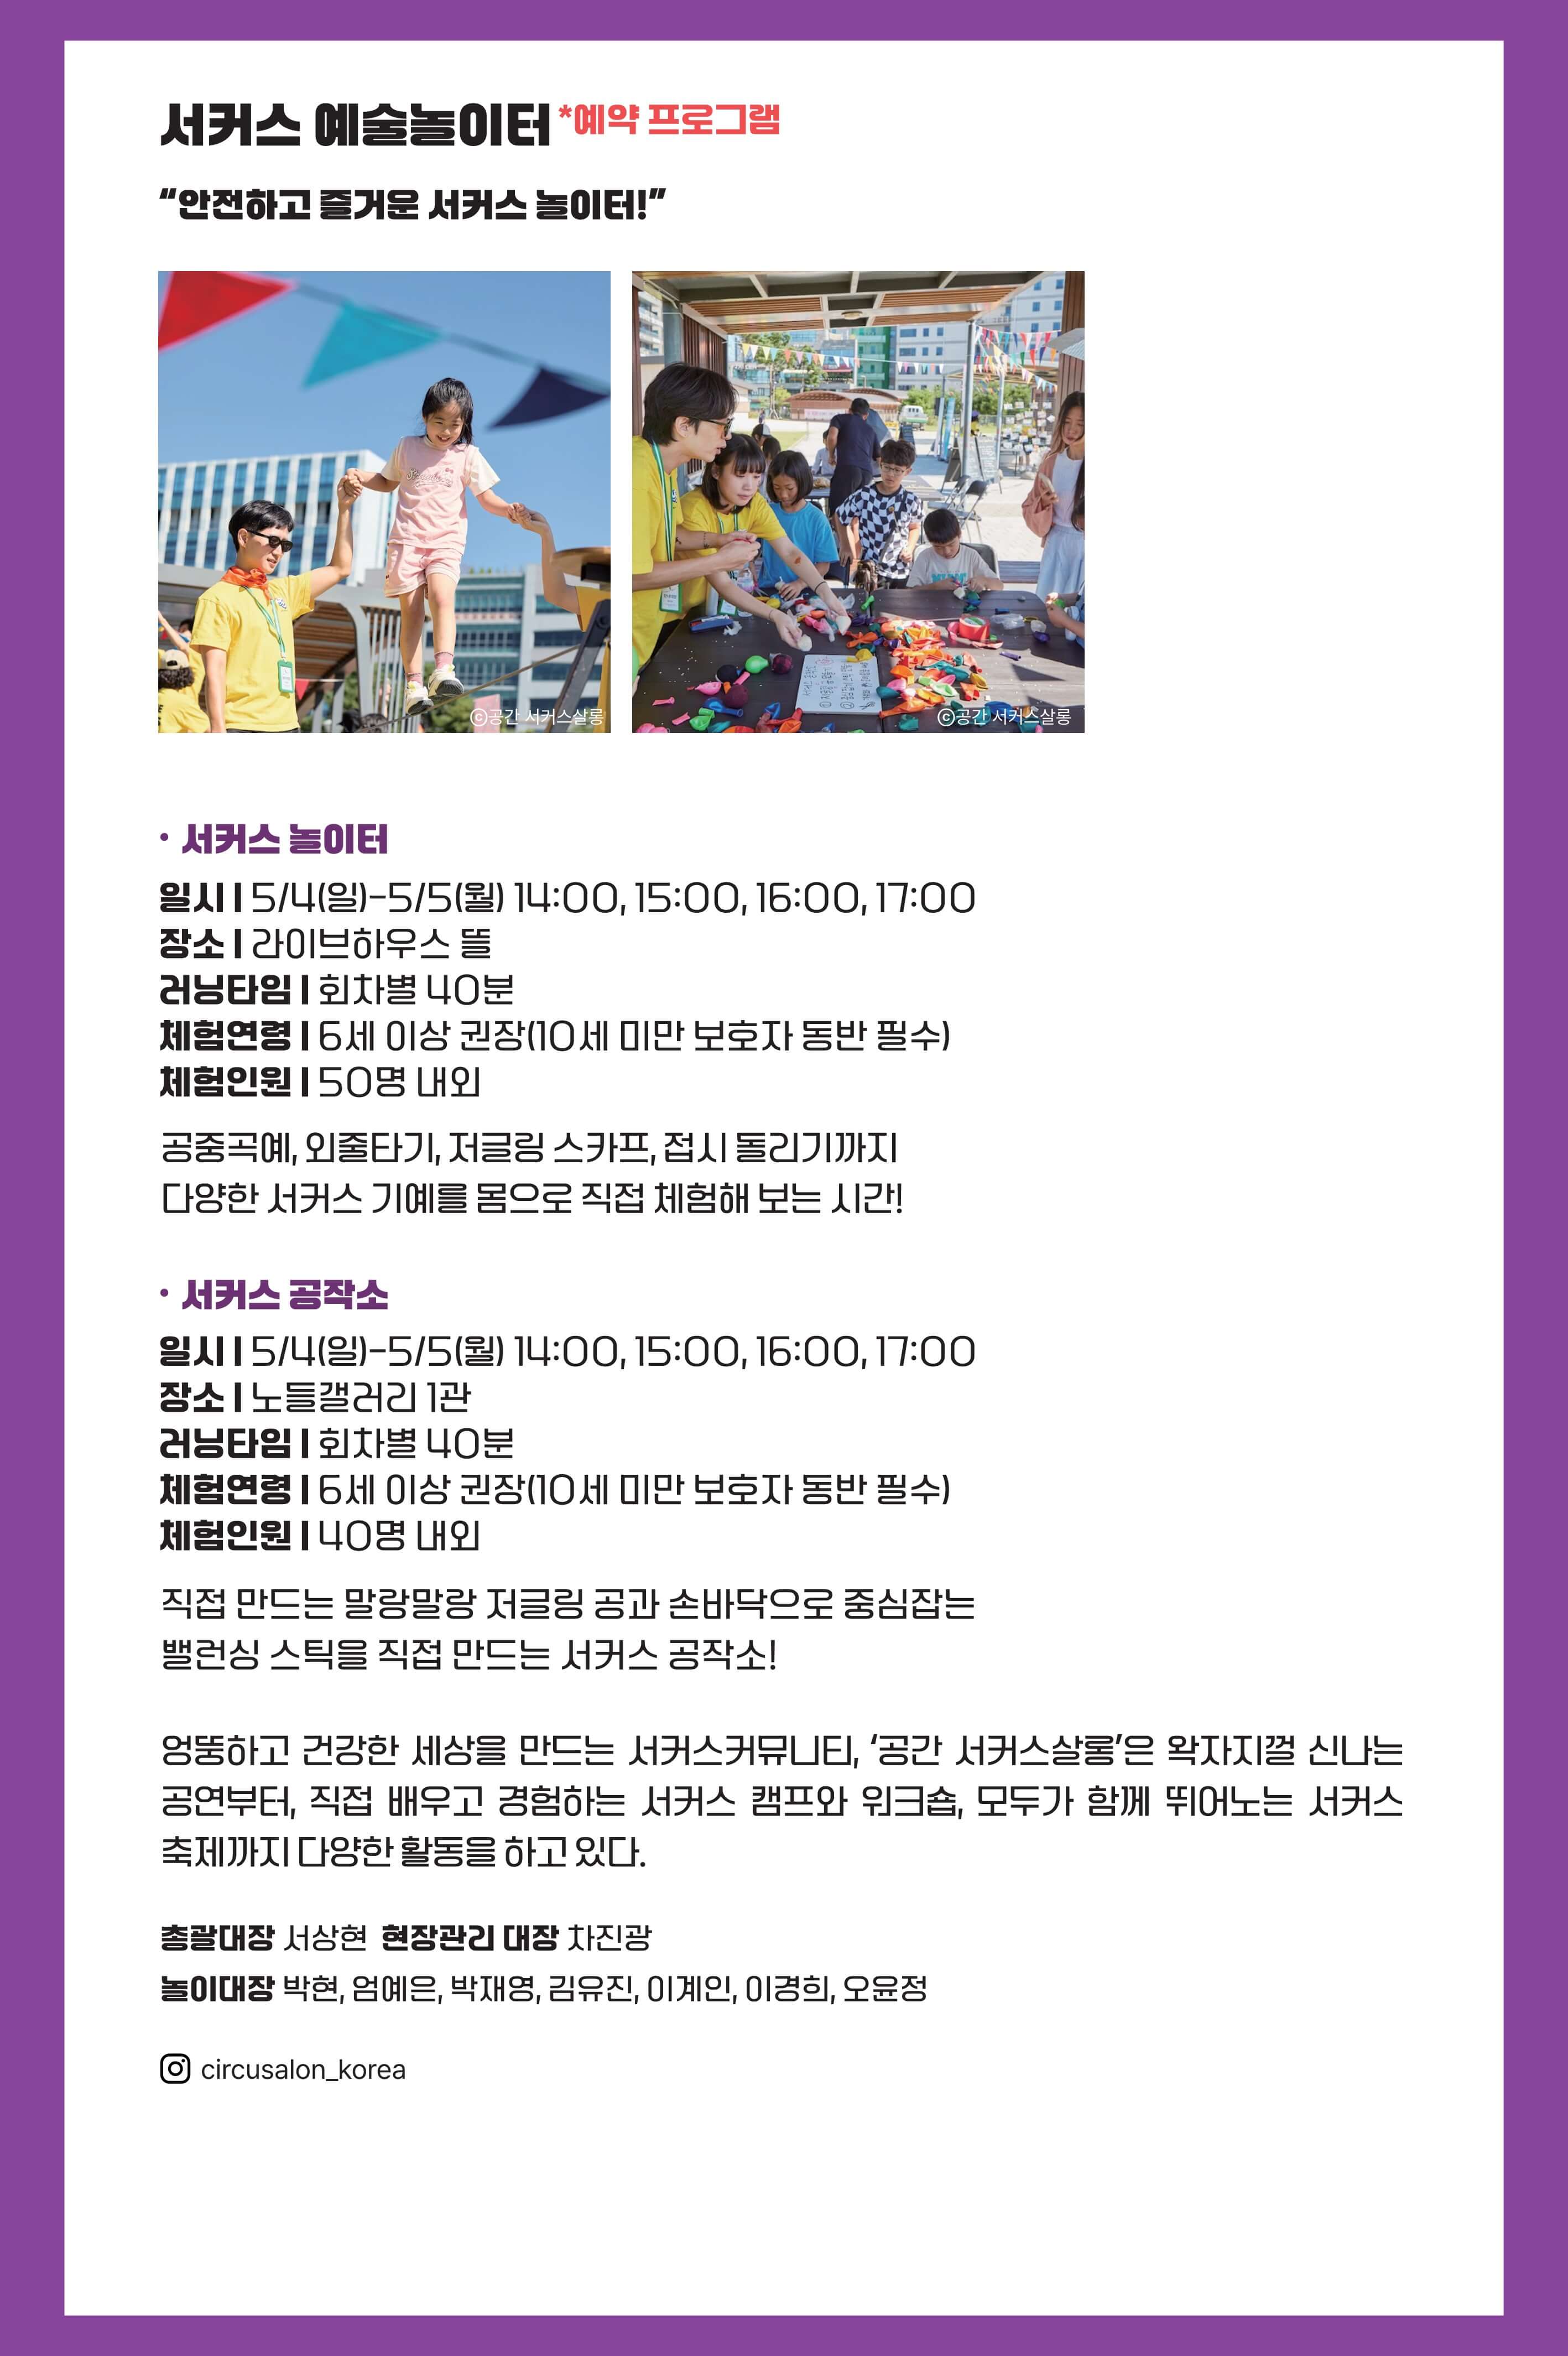 서커스 예술놀이터 *예약 프로그램
“안전하고 즐거운 서커스 놀이터!”
ⓒ공간 서커스살롱
ⓒ공간 서커스살롱
· 서커스 놀이터
일시 | 5/4(일)-5/5(월) 14:00, 15:00, 16:00, 17:00
장소 | 라이브하우스 뜰
러닝타임 | 회차별 40분
체험연령 | 6세 이상 권장(10세 미만 보호자 동반 필수)
체험인원 | 50명 내외
공중곡예, 외줄타기, 저글링 스카프, 접시 돌리기까지
다양한 서커스 기예를 몸으로 직접 체험해 보는 시간!
· 서커스 공작소
일시 | 5/4(일)-5/5(월) 14:00, 15:00, 16:00, 17:00
장소 | 노들갤러리 1관
러닝타임 | 회차별 40분
체험연령 | 6세 이상 권장(10세 미만 보호자 동반 필수)
체험인원 | 40명 내외
직접 만드는 말랑말랑 저글링 공과 손바닥으로 중심잡는
밸런싱 스틱을 직접 만드는 서커스 공작소!
엉뚱하고 건강한 세상을 만드는 서커스커뮤니티, ‘공간 서커스살롱’은 왁자지껄 신나는
공연부터, 직접 배우고 경험하는 서커스 캠프와 워크숍, 모두가 함께 뛰어노는 서커스
축제까지 다양한 활동을 하고 있다.
총괄대장 서상현 현장관리 대장 차진광
놀이대장 박현, 엄예은, 박재영, 김유진, 이계인, 이경희, 오윤정
circusalon_korea